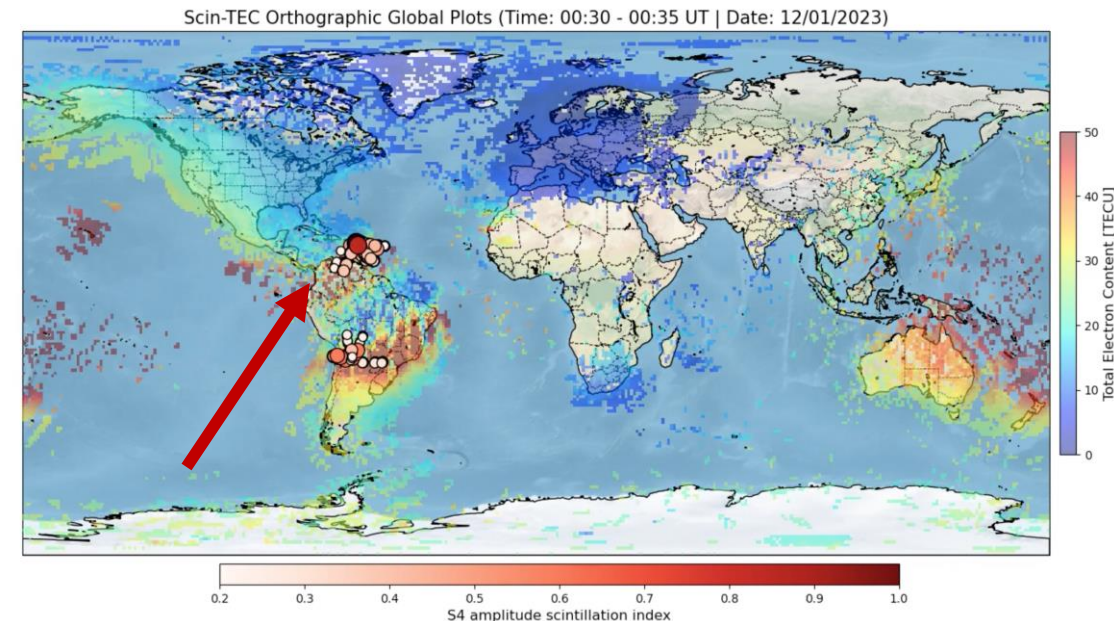 Scin-TEC Orthographic Global Plots (Time: 00:30 - 00:35 UT | Date: 12/01/2023)
50
40
30
20
10
0
Total Electron Content [TECU]
0.2 0.3 0.4 0.5 0.6 0.7 0.8 0.9 1.0
S4 amplitude scintillation index